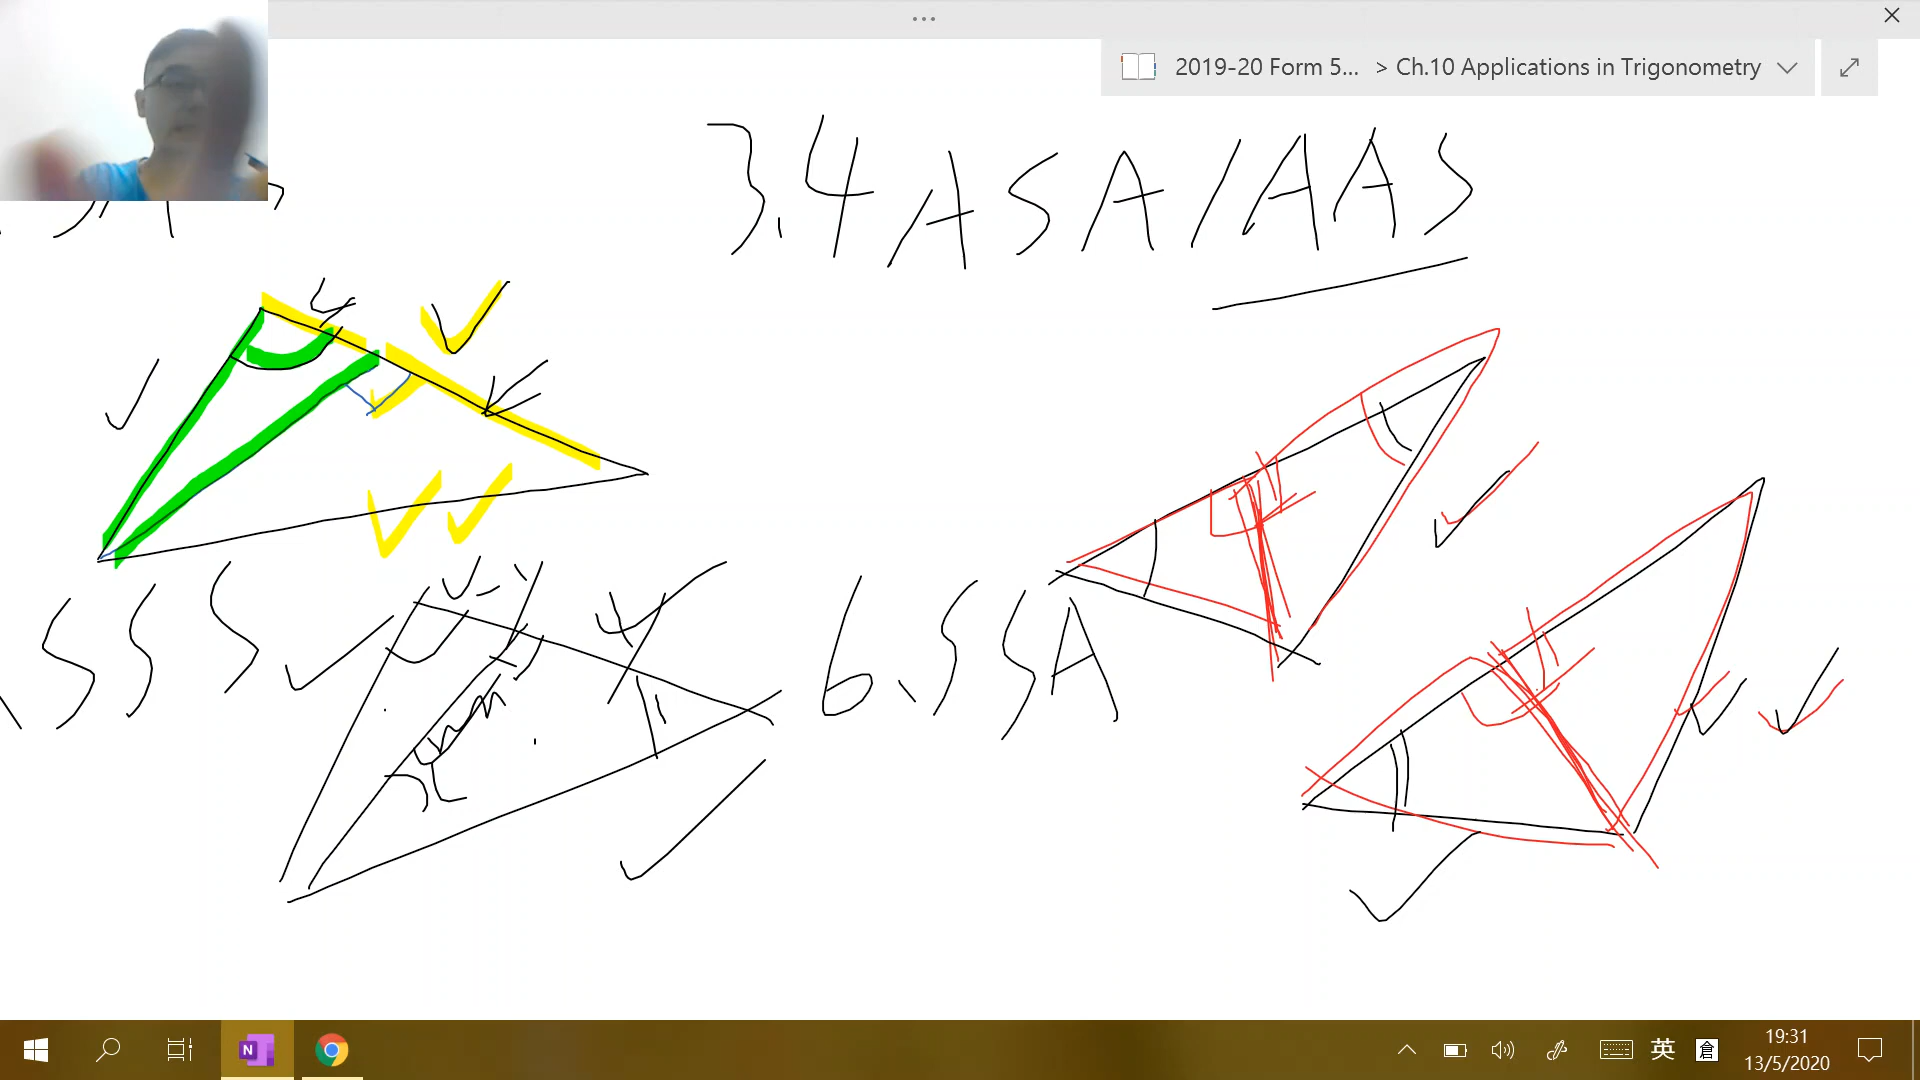 2019-20 Form 5... > Ch.10 Applications in Trigonometry
3.4 ASA/AAS
SSS
6. SSA
N
英
倉
19:31
13/5/2020